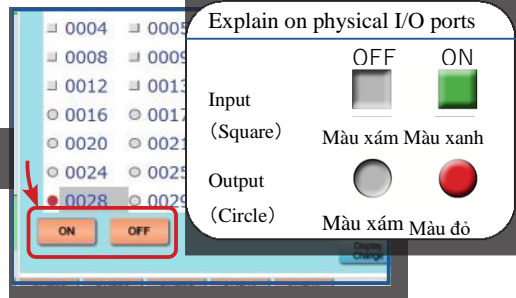 0004 0005
0008 0009
0012 0013
0016 0017
0020 0021
0024 0025
0028 0029
ON OFF
Display
Change
Explain on physical I/O ports
OFF ON
Input
（Square）
Màu xám Màu xanh
Output
（Circle）
Màu xám Màu đỏ